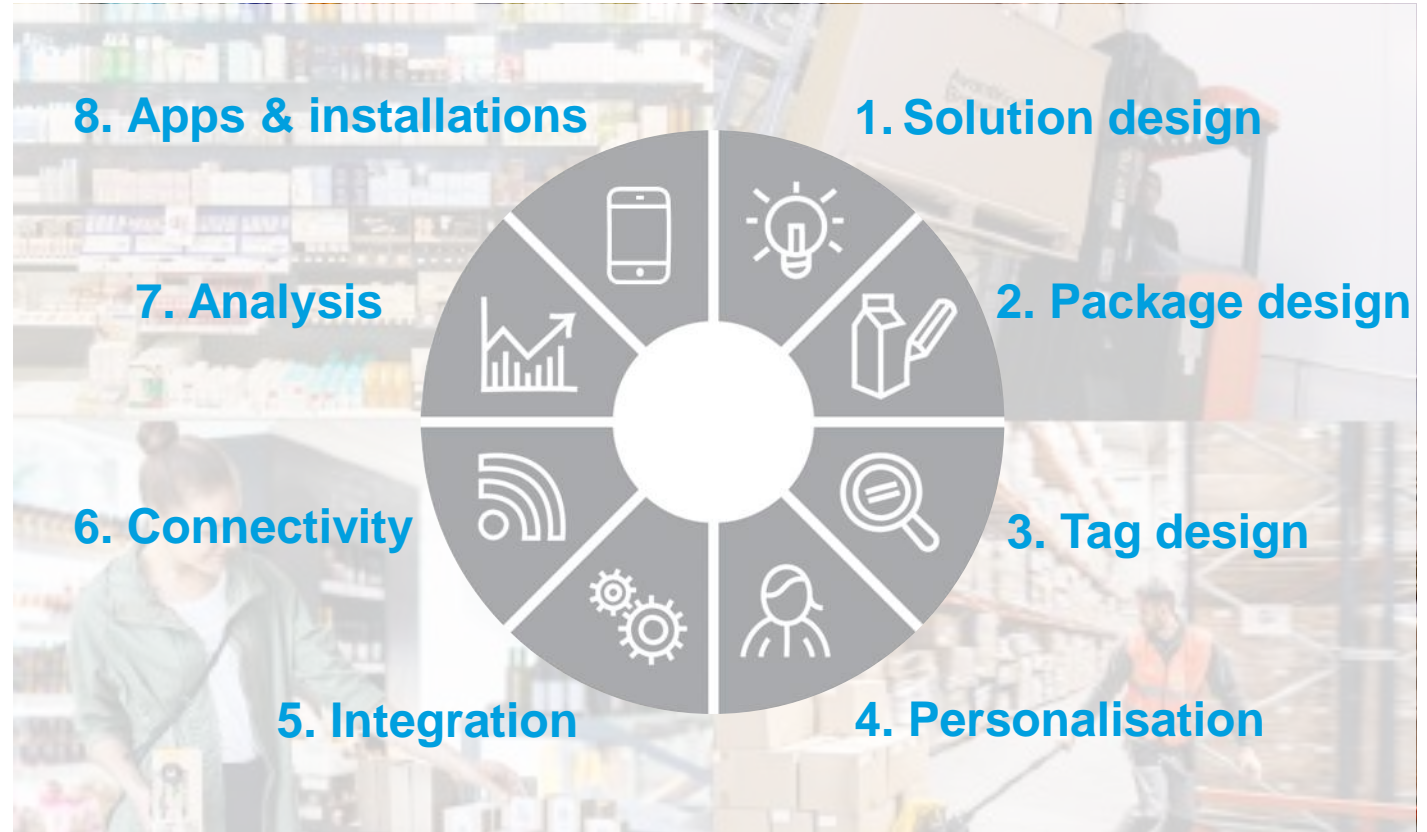 1. Solution design
2. Package design
3. Tag design
4. Personalisation
5. Integration
6. Connectivity
7. Analysis
8. Apps & installations